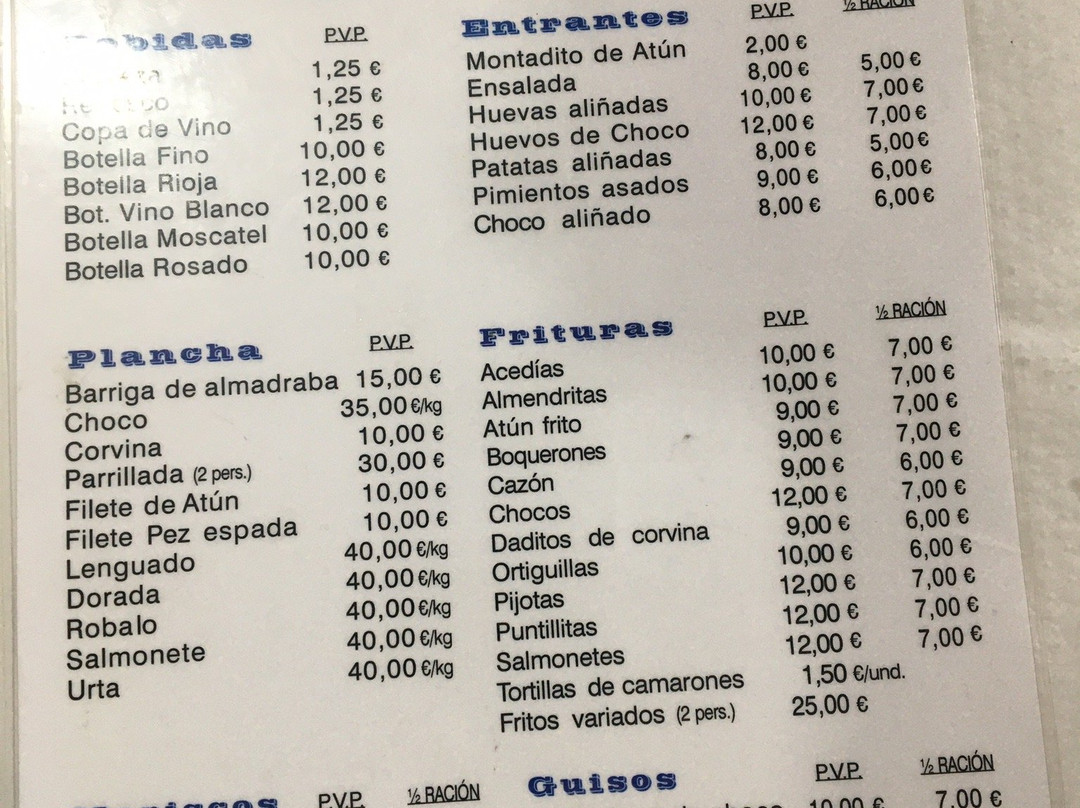 Bebidas P.V.P.
1,25 €
Refresco 1,25 €
Copa de Vino 1,25 €
Botella Fino 10,00 €
Botella Rioja 12,00 €
Bot. Vino Blanco 12,00 €
Botella Moscatel 10,00 €
Botella Rosado 10,00 €
Entrantes P.V.P. ½ RACIÓN
Montadito de Atún 2,00 €
Ensalada 8,00 € 5,00 €
Huevas aliñadas 10,00 € 7,00 €
Huevos de Choco 12,00 € 7,00 €
Patatas aliñadas 8,00 € 5,00 €
Pimientos asados 9,00 € 6,00 €
Choco aliñado 8,00 € 6,00 €
Plancha P.V.P.
Barriga de almadraba 15,00 €
Choco 35,00 €/kg
Corvina 10,00 €
Parrillada (2 pers.) 30,00 €
Filete de Atún 10,00 €
Filete Pez espada 10,00 €
Lenguado 40,00 €/kg
Dorada 40,00 €/kg
Robalo 40,00 €/kg
Salmonete 40,00 €/kg
Urta 40,00 €/kg
Frituras P.V.P. ½ RACIÓN
Acedías 10,00 € 7,00 €
Almendritas 10,00 € 7,00 €
Atún frito 9,00 € 7,00 €
Boquerones 9,00 € 7,00 €
Cazón 9,00 € 6,00 €
Chocos 12,00 € 7,00 €
Daditos de corvina 9,00 € 6,00 €
Ortiguillas 10,00 € 6,00 €
Pijotas 12,00 € 7,00 €
Puntillitas 12,00 € 7,00 €
Salmonetes 12,00 € 7,00 €
Tortillas de camarones 1,50 €/und.
Fritos variados (2 pers.) 25,00 €
Mariscos P.V.P. ½ RACIÓN
Guisos P.V.P. ½ RACIÓN
10,00 € 7,00 €